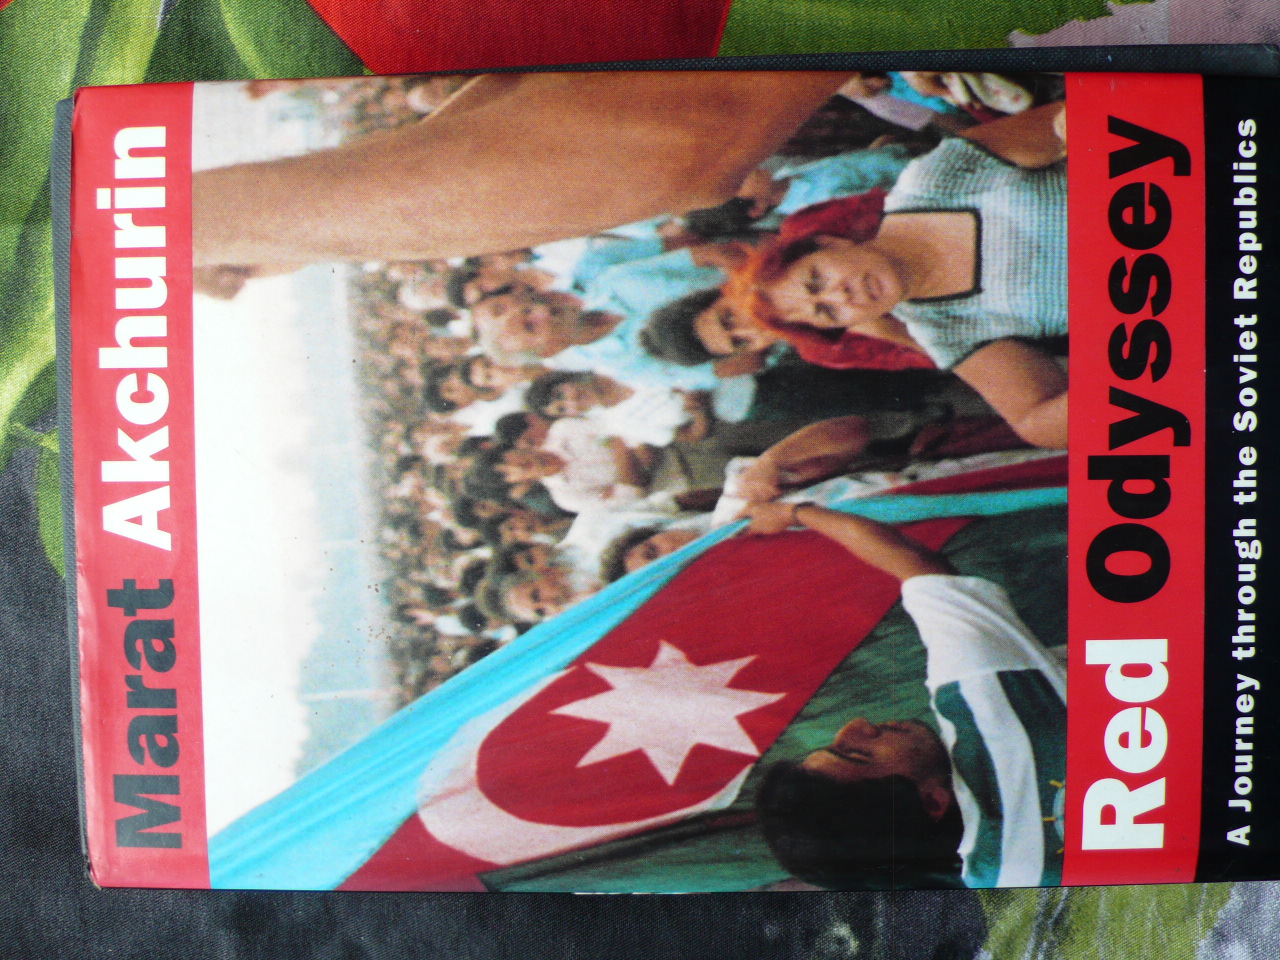 Marat Akchurin
Red Odyssey
A Journey through the Soviet Republics